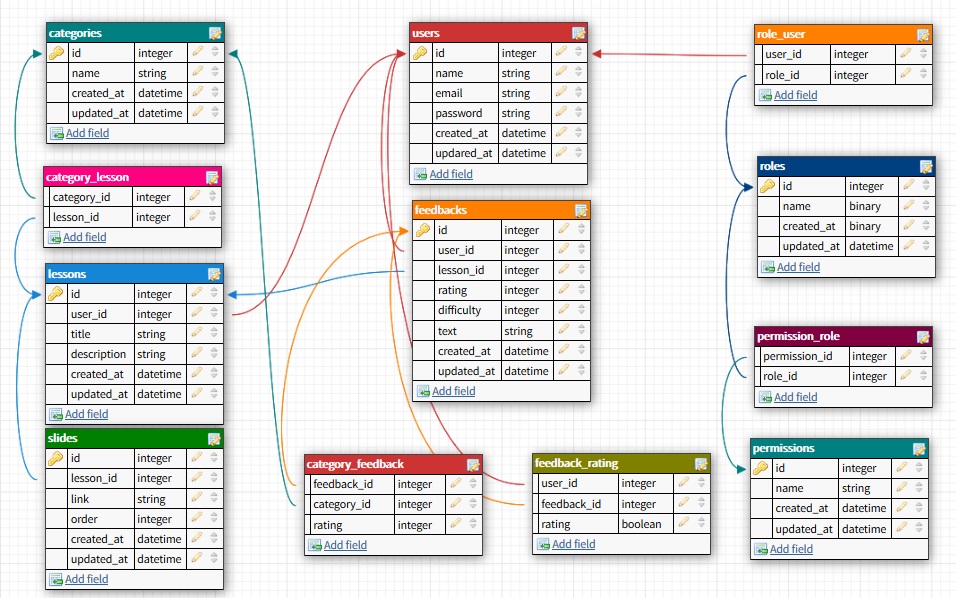 categories
id integer
name string
created_at datetime
updated_at datetime
Add field
category_lesson
category_id integer
lesson_id integer
Add field
lessons
id integer
user_id integer
title string
description string
created_at datetime
updated_at datetime
Add field
slides
id integer
lesson_id integer
link string
order integer
created_at datetime
updated_at datetime
Add field
users
id integer
name string
email string
password string
created_at datetime
updared_at datetime
Add field
feedbacks
id integer
user_id integer
lesson_id integer
rating integer
difficulty integer
text string
created_at datetime
updated_at datetime
Add field
category_feedback
feedback_id integer
category_id integer
rating integer
Add field
feedback_rating
user_id integer
feedback_id integer
rating boolean
Add field
role_user
user_id integer
role_id integer
Add field
roles
id integer
name binary
created_at binary
updated_at datetime
Add field
permission_role
permission_id integer
role_id integer
Add field
permissions
id integer
name string
created_at datetime
updated_at datetime
Add field